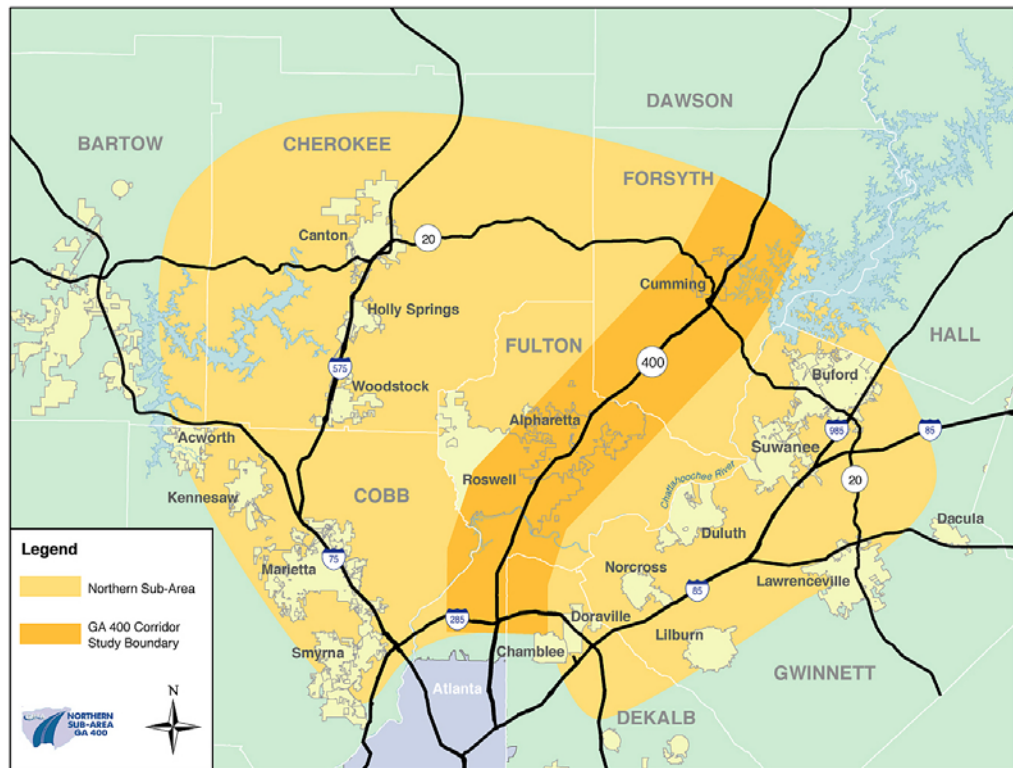 DAWSON
BARTOW
CHEROKEE
FORSYTH
Canton
20
Cumming
Holly Springs
HALL
FULTON
400
575
Woodstock
Buford
Alpharetta
985
85
Acworth
Suwanee
Roswell
20
Kennesaw
COBB
Chattahoochee River
Dacula
Duluth
Legend
75
Marietta
Norcross
Lawrenceville
Northern Sub-Area
85
285
Doraville
GA 400 Corridor
Study Boundary
Lilburn
Smyrna
Chamblee
GWINNETT
Atlanta
N
DEKALB
NORTHERN
SUB-AREA
GA 400